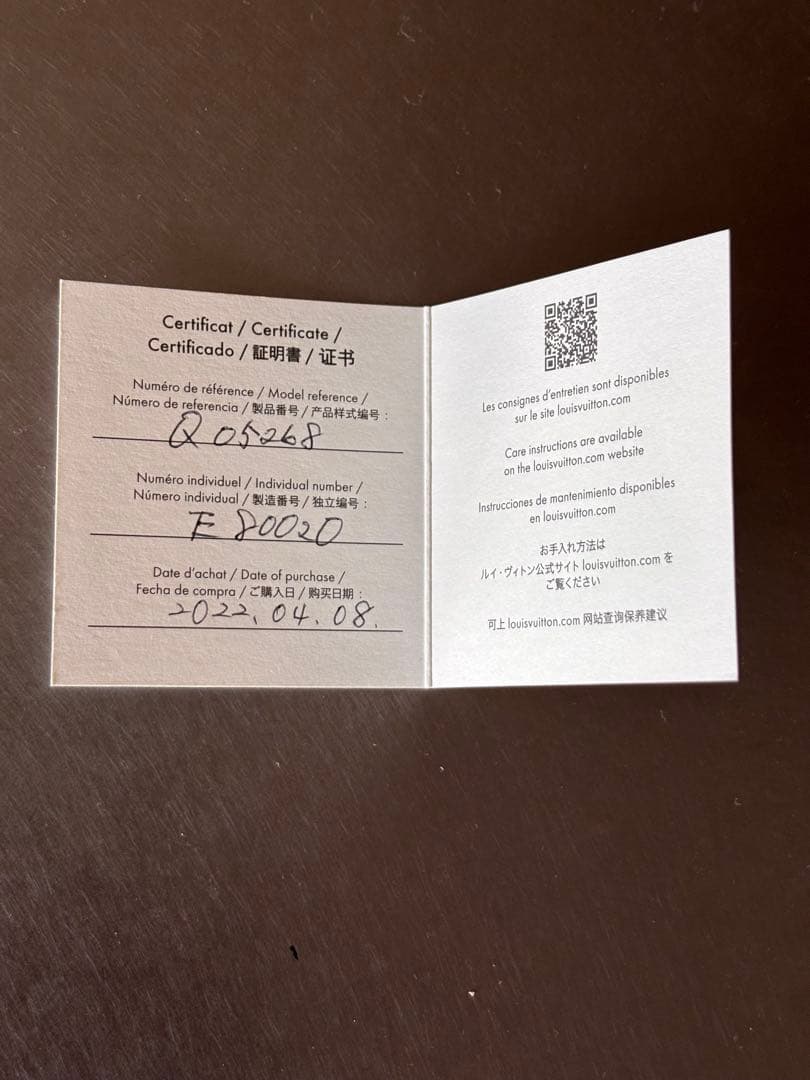 Certificat / Certificate /
Certificado / 証明書 / 证书
Numéro de référence / Model reference /
Número de referencia / 製品番号 / 产品样式编号 :
Q 05268
Numéro individuel / Individual number /
Número individual / 製造番号 / 独立编号 :
E 80020
Date d'achat / Date of purchase /
Fecha de compra / ご購入日 / 购买日期 :
2022. 04. 08.
Les consignes d'entretien sont disponibles
sur le site louisvuitton.com
Care instructions are available
on the louisvuitton.com website
Instrucciones de mantenimiento disponibles
en louisvuitton.com
お手入れ方法は
ルイ・ヴィトン公式サイト louisvuitton.com を
ご覧ください
可上 louisvuitton.com 网站查询保养建议